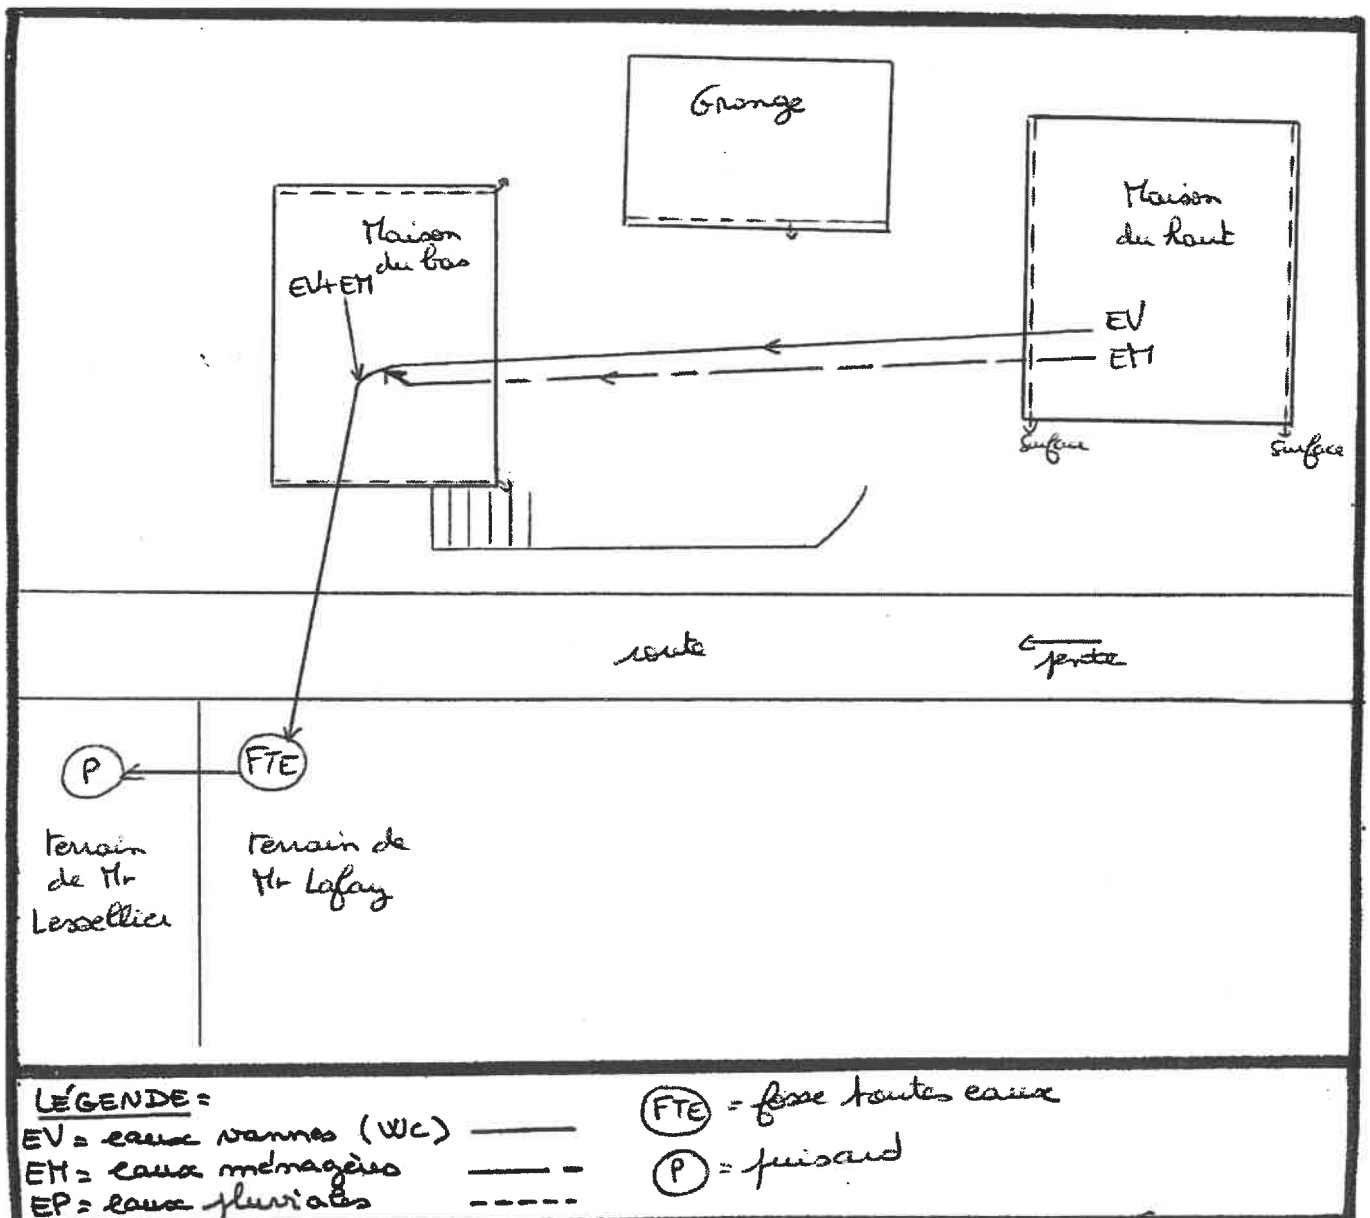 Grange
Maison
du haut
Maison
du bas
EV+EM
EV
EM
surface
surface
route
pente
P
FTE
terrain
de Mr
Lessellier
terrain de
Mr Lafay
LÉGENDE =
EV = eaux vannes (WC)
EM = eaux ménagères
EP = eaux pluviales
FTE = fosse toutes eaux
P = puisard